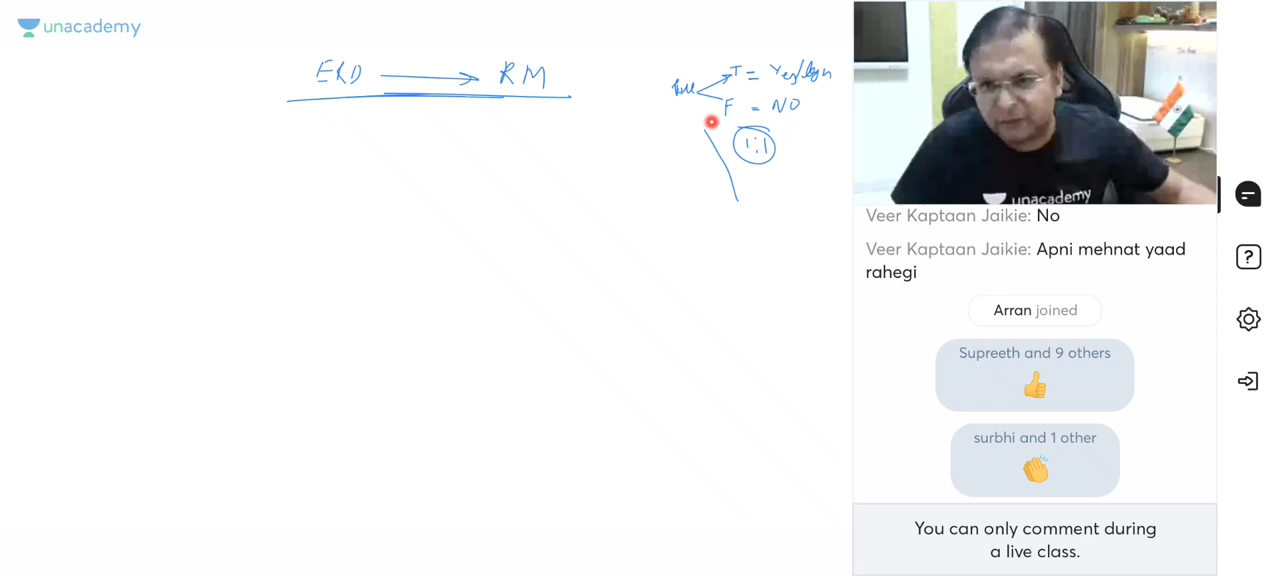 unacademy
ERD → RM
T = Yes/
F = NO
1:1
unacademy
Veer Kaptaan Jaikie: No
Veer Kaptaan Jaikie: Apni mehnat yaad
rahegi
Arran joined
Supreeth and 9 others
surbhi and 1 other
You can only comment during
a live class.
?